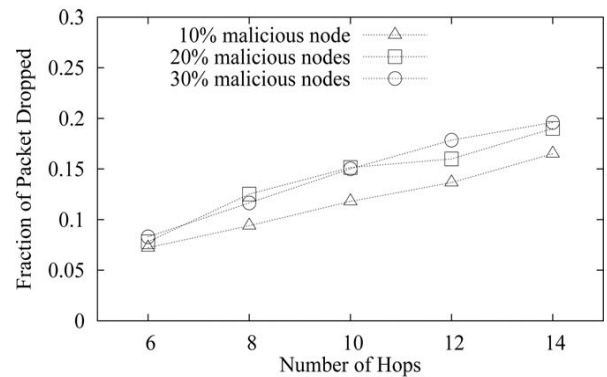 0.3
0.25
0.2
0.15
0.1
0.05
0
Fraction of Packet Dropped
10% malicious node
20% malicious nodes
30% malicious nodes
6 8 10 12 14
Number of Hops